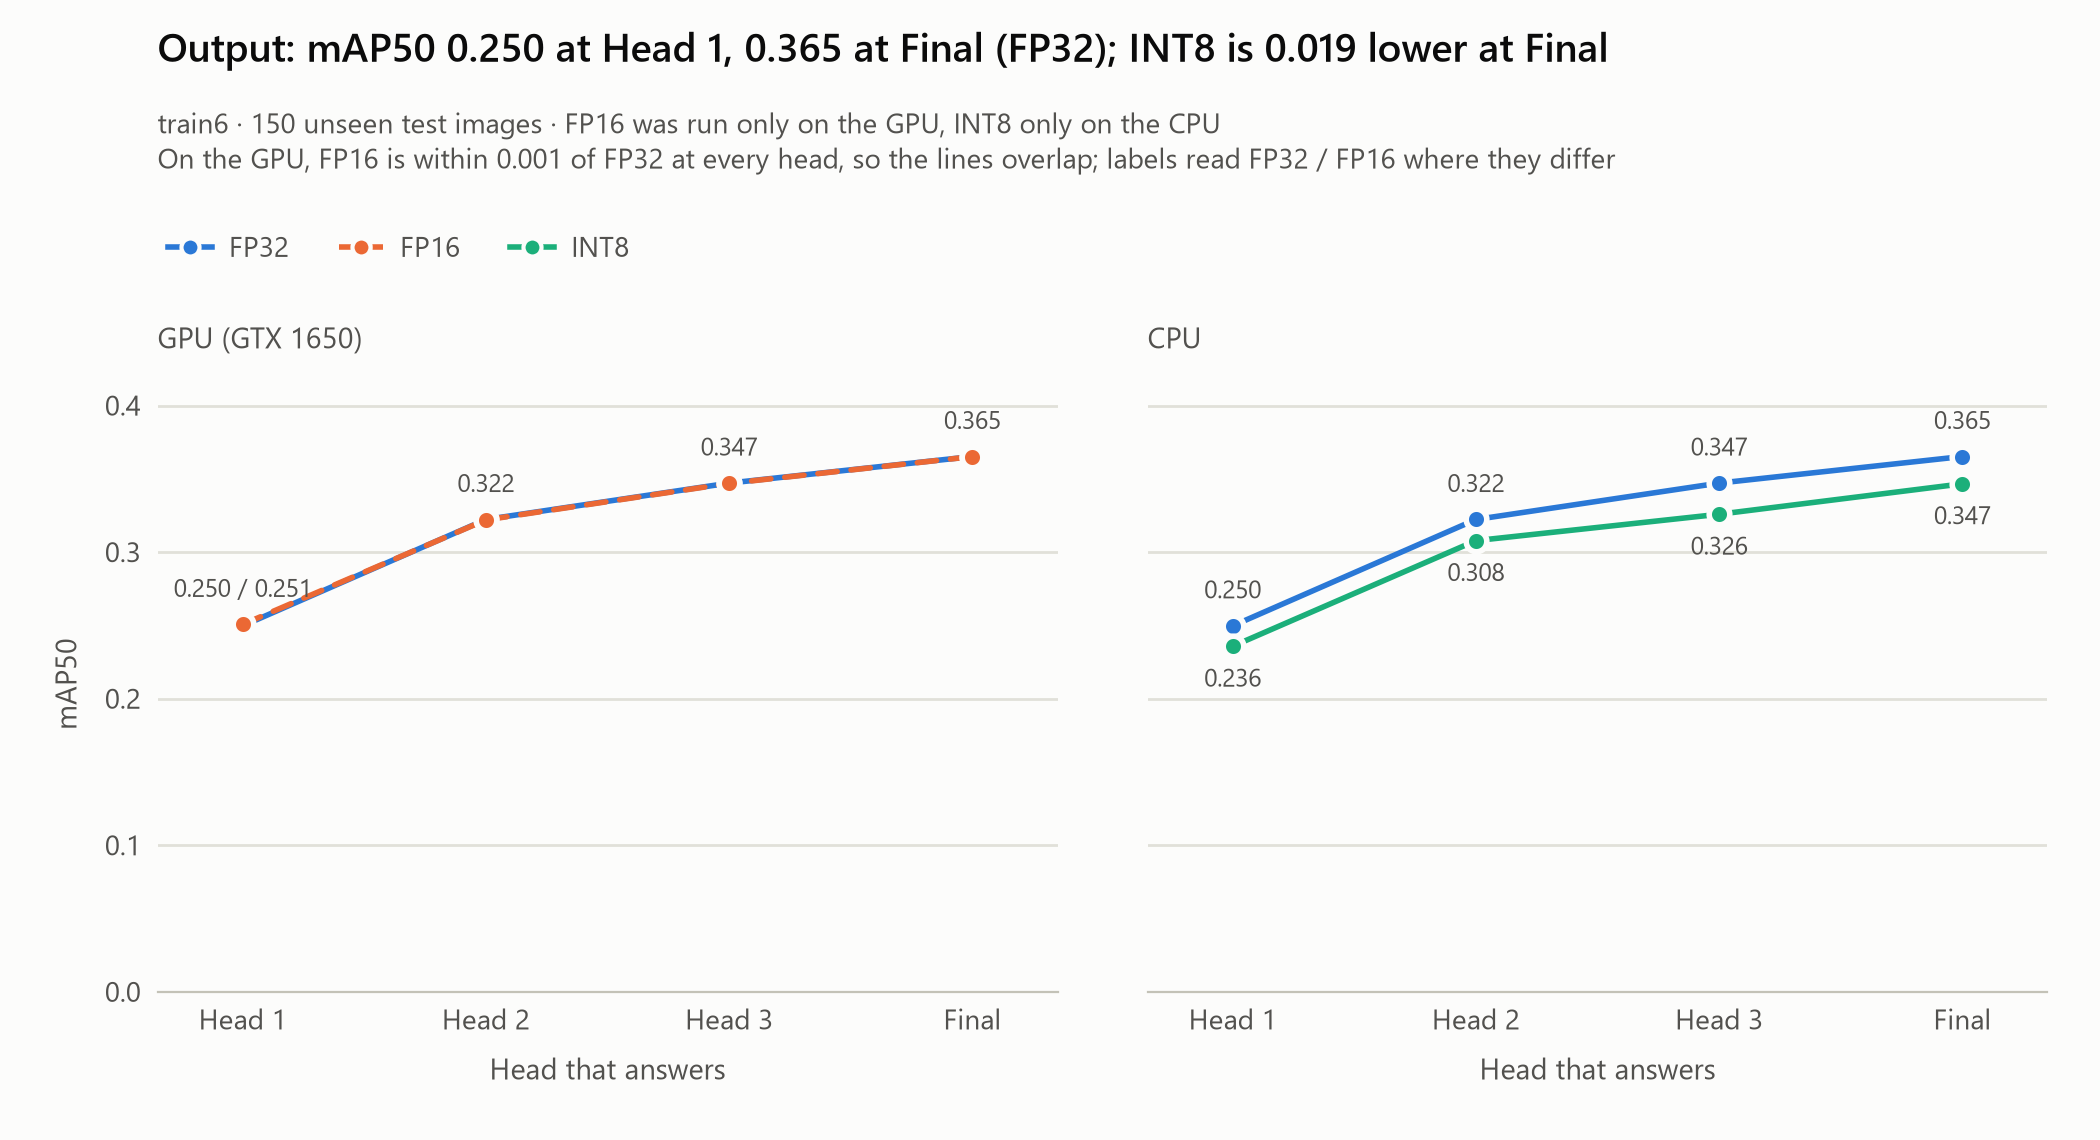 Output: mAP50 0.250 at Head 1, 0.365 at Final (FP32); INT8 is 0.019 lower at Final
train6 · 150 unseen test images · FP16 was run only on the GPU, INT8 only on the CPU
On the GPU, FP16 is within 0.001 of FP32 at every head, so the lines overlap; labels read FP32 / FP16 where they differ
FP32 FP16 INT8
GPU (GTX 1650)
mAP50
0.4
0.3
0.2
0.1
0.0
0.250 / 0.251
0.322
0.347
0.365
Head 1 Head 2 Head 3 Final
Head that answers
CPU
0.250
0.322
0.347
0.365
0.236
0.308
0.326
0.347
Head 1 Head 2 Head 3 Final
Head that answers